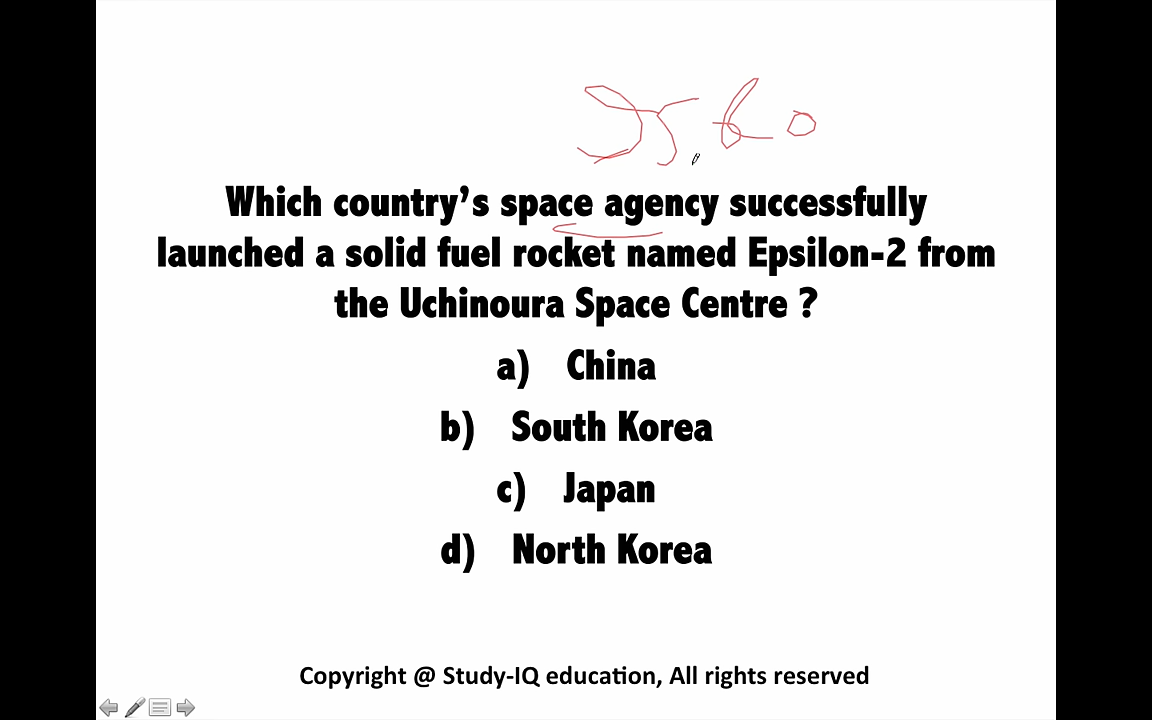 ISRO
Which country's space agency successfully
launched a solid fuel rocket named Epsilon-2 from
the Uchinoura Space Centre ?
a) China
b) South Korea
c) Japan
d) North Korea
Copyright @ Study-IQ education, All rights reserved